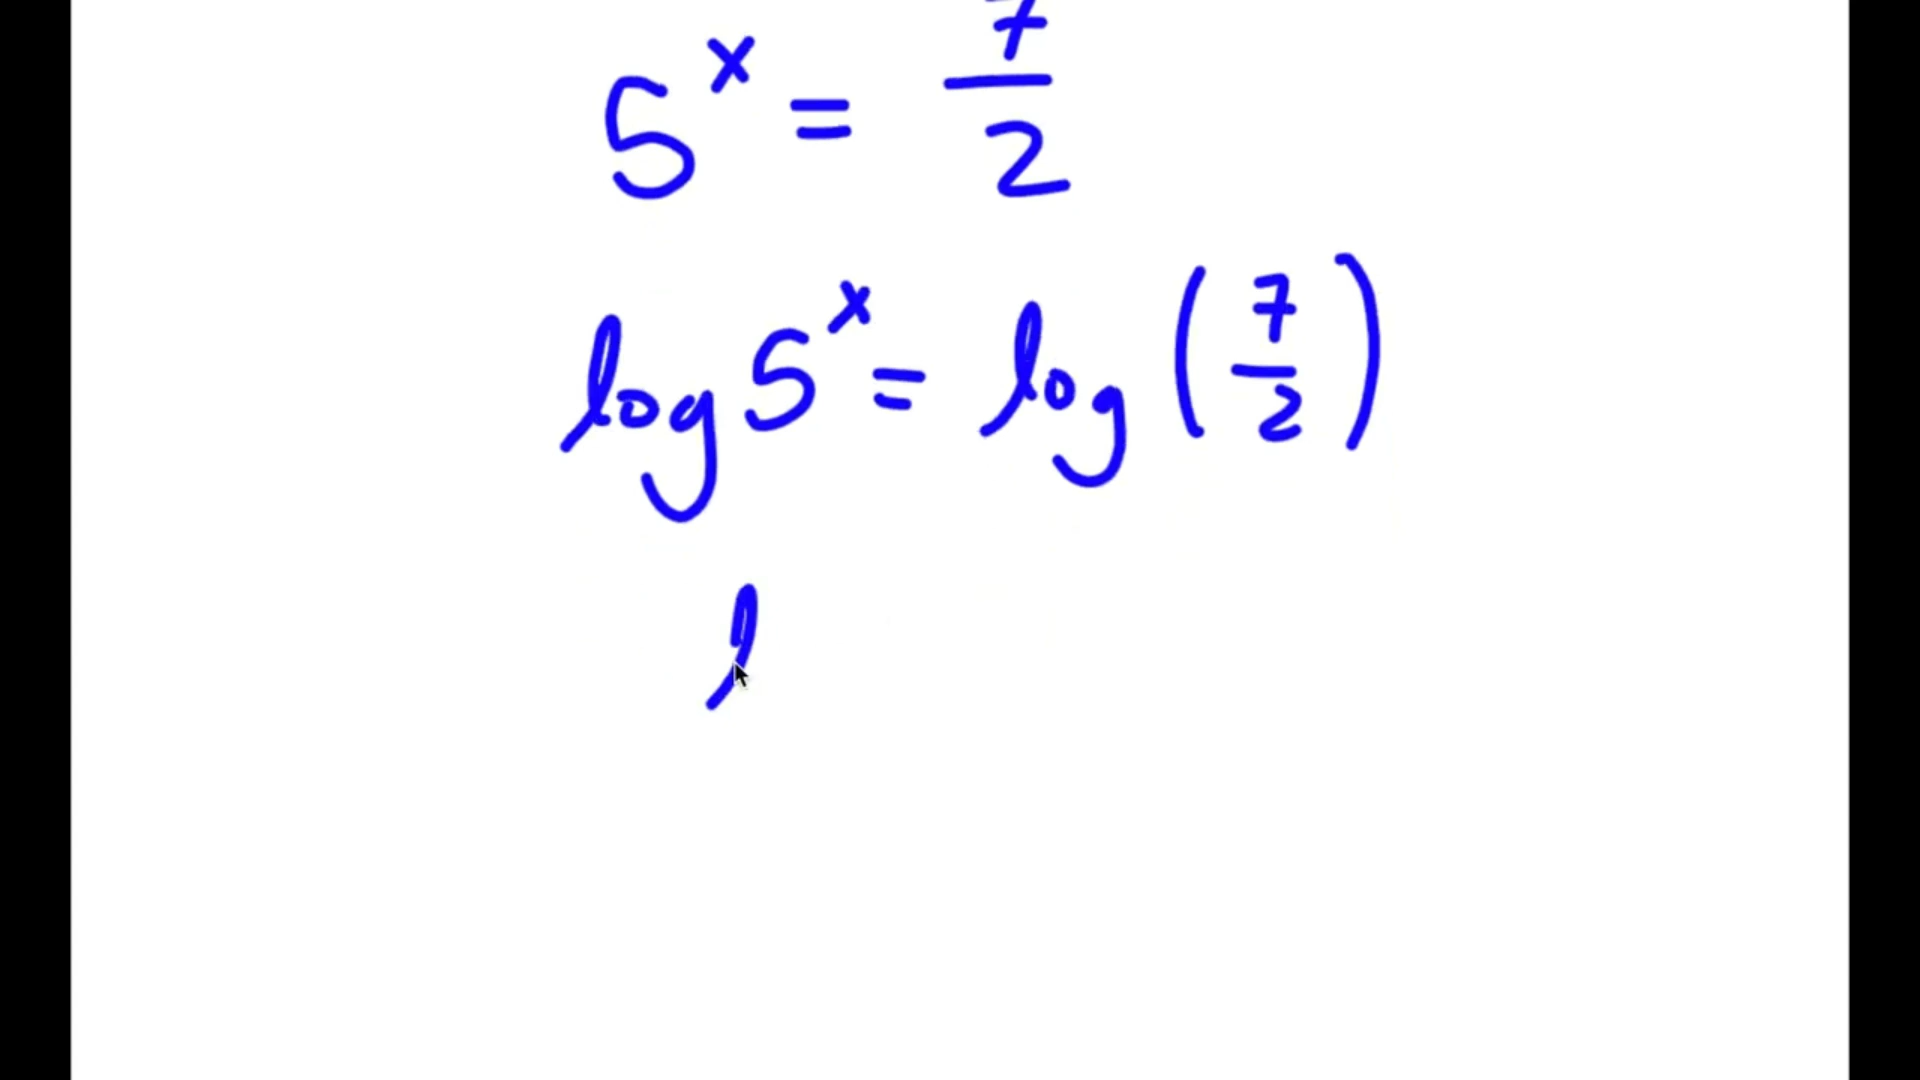 5^x = 7/2
log 5^x = log (7/2)
l